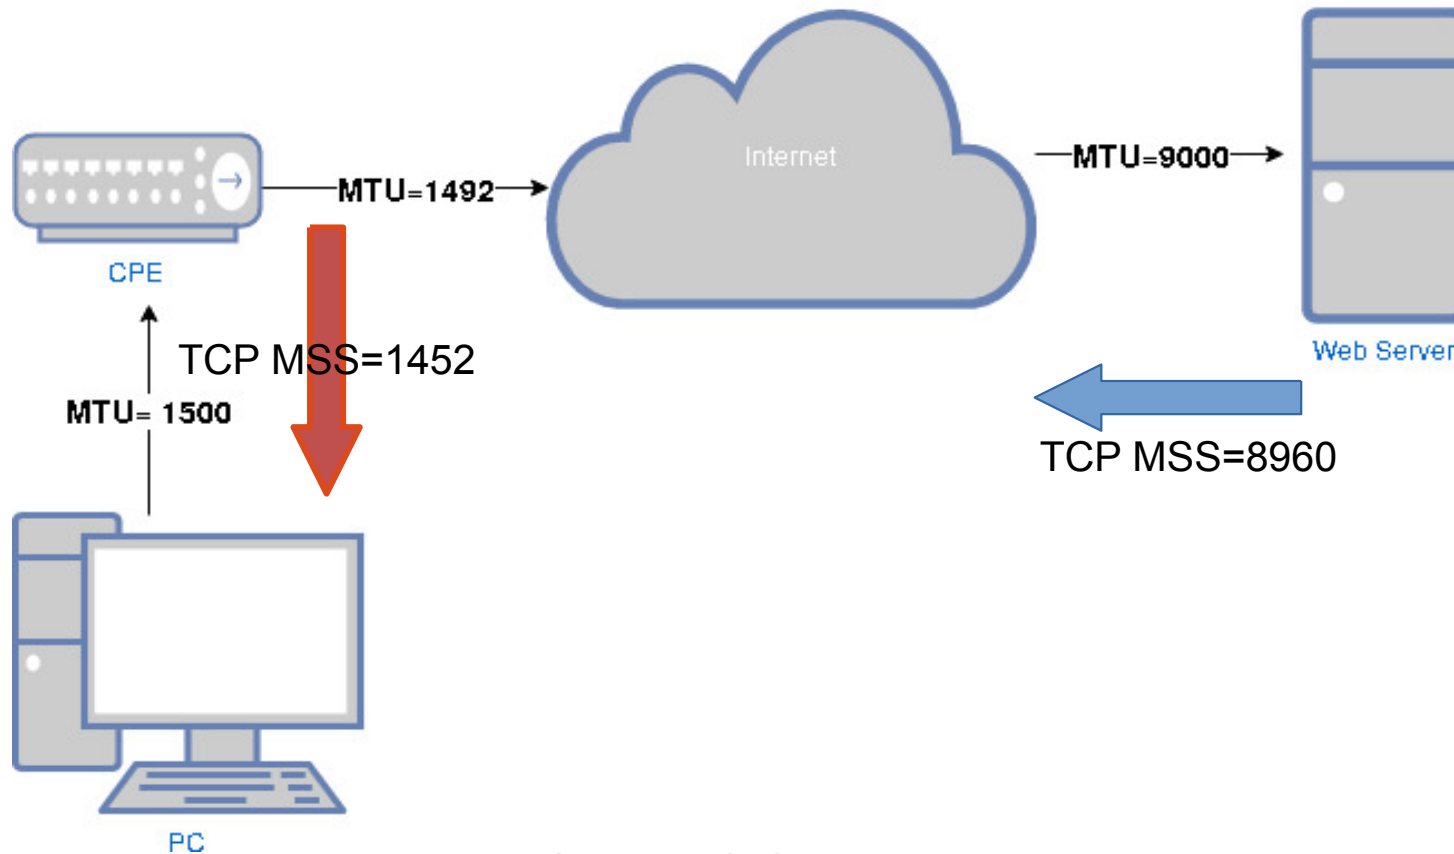 Internet
MTU=9000
MTU=1492
CPE
TCP MSS=1452
Web Server
MTU= 1500
TCP MSS=8960
PC